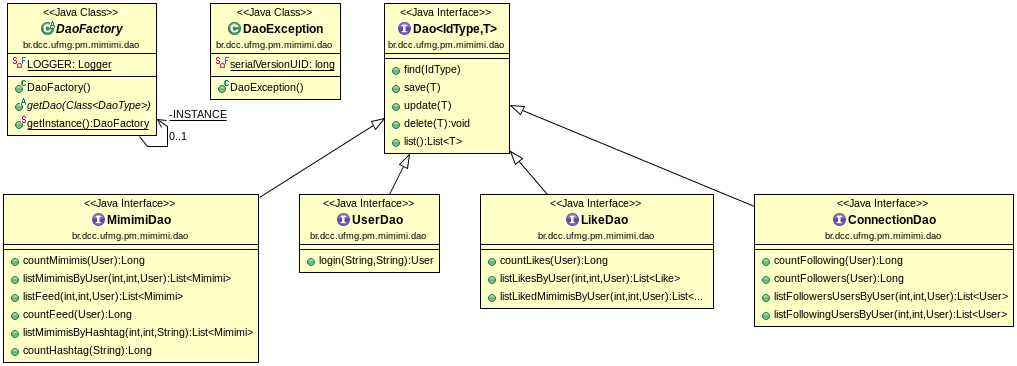 <<Java Class>>
DaoFactory
br.dcc.ufmg.pm.mimimi.dao
LOGGER: Logger
DaoFactory()
getDao(Class<DaoType>)
getInstance():DaoFactory
-INSTANCE
0..1
<<Java Class>>
DaoException
br.dcc.ufmg.pm.mimimi.dao
serialVersionUID: long
DaoException()
<<Java Interface>>
Dao<IdType,T>
br.dcc.ufmg.pm.mimimi.dao
find(IdType)
save(T)
update(T)
delete(T):void
list():List<T>
<<Java Interface>>
MimimiDao
br.dcc.ufmg.pm.mimimi.dao
countMimimis(User):Long
listMimimisByUser(int,int,User):List<Mimimi>
listFeed(int,int,User):List<Mimimi>
countFeed(User):Long
listMimimisByHashtag(int,int,String):List<Mimimi>
countHashtag(String):Long
<<Java Interface>>
UserDao
br.dcc.ufmg.pm.mimimi.dao
login(String,String):User
<<Java Interface>>
LikeDao
br.dcc.ufmg.pm.mimimi.dao
countLikes(User):Long
listLikesByUser(int,int,User):List<Like>
listLikedMimimisByUser(int,int,User):List<...
<<Java Interface>>
ConnectionDao
br.dcc.ufmg.pm.mimimi.dao
countFollowing(User):Long
countFollowers(User):Long
listFollowersUsersByUser(int,int,User):List<User>
listFollowingUsersByUser(int,int,User):List<User>